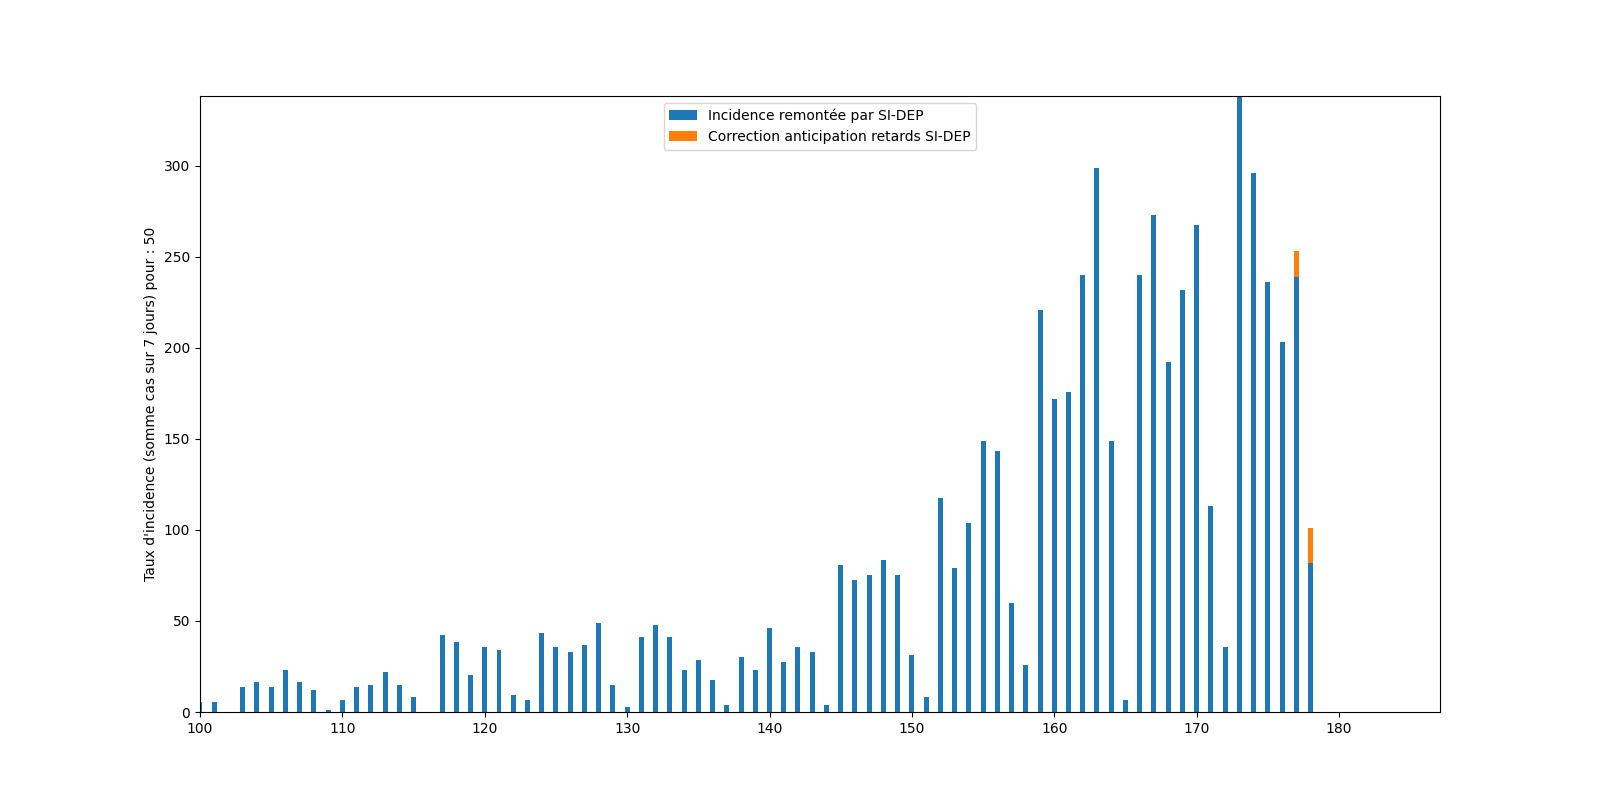 Incidence remontée par SI-DEP
Correction anticipation retards SI-DEP
Taux d'incidence (somme cas sur 7 jours) pour : 50
300
250
200
150
100
50
0
100 110 120 130 140 150 160 170 180